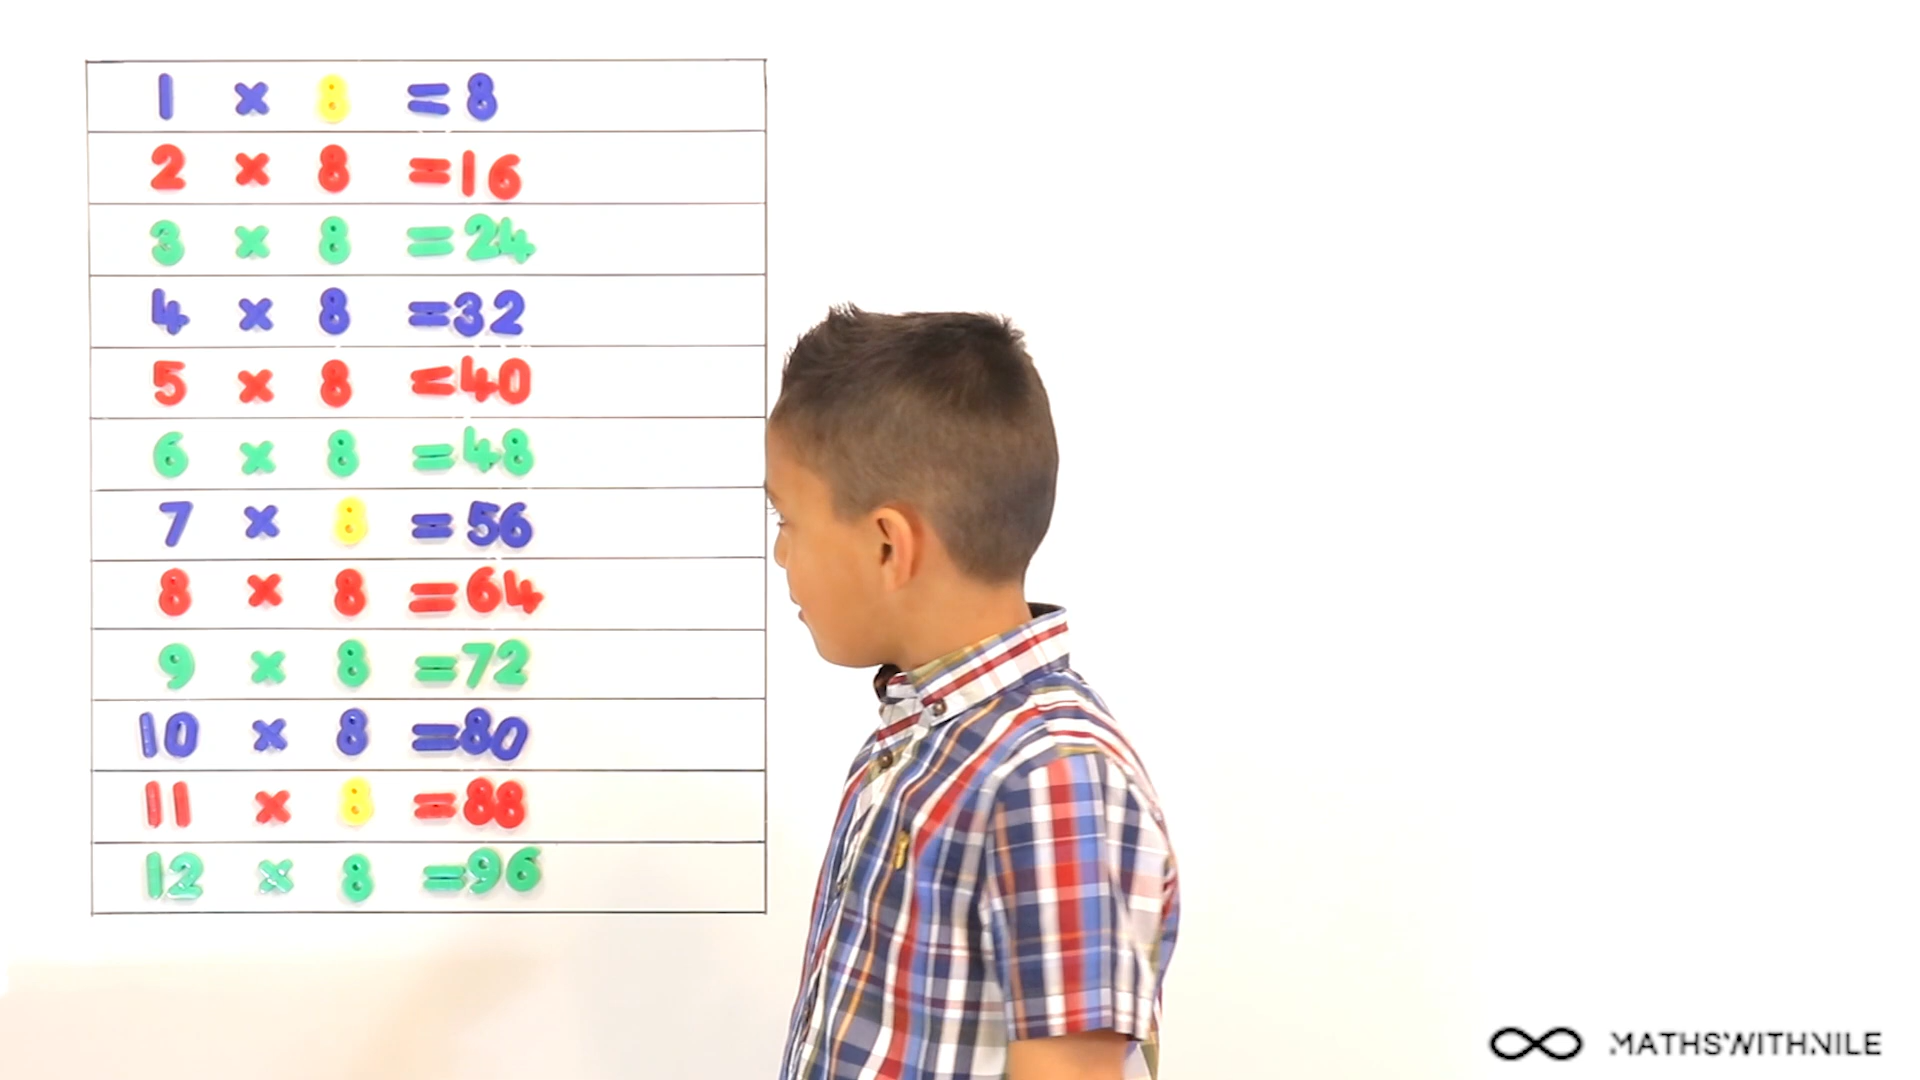 1 × 8 = 8
2 × 8 = 16
3 × 8 = 24
4 × 8 = 32
5 × 8 = 40
6 × 8 = 48
7 × 8 = 56
8 × 8 = 64
9 × 8 = 72
10 × 8 = 80
11 × 8 = 88
12 × 8 = 96
MATHSWITHNILE